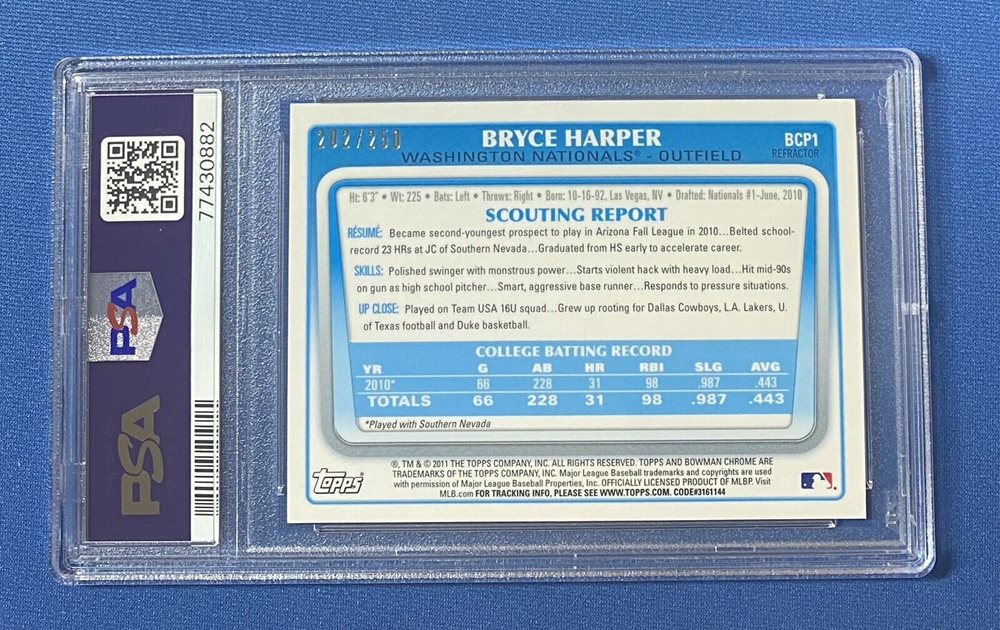 77430882
PSA
PSA
202/250
BRYCE HARPER
BCP1
REFRACTOR
WASHINGTON NATIONALS® - OUTFIELD
Ht: 6'3" • Wt: 225 • Bats: Left • Throws: Right • Born: 10-16-92, Las Vegas, NV • Drafted: Nationals #1-June, 2010
SCOUTING REPORT
RÉSUMÉ: Became second-youngest prospect to play in Arizona Fall League in 2010...Belted school-
record 23 HRs at JC of Southern Nevada...Graduated from HS early to accelerate career.
SKILLS: Polished swinger with monstrous power...Starts violent hack with heavy load...Hit mid-90s
on gun as high school pitcher...Smart, aggressive base runner...Responds to pressure situations.
UP CLOSE: Played on Team USA 16U squad...Grew up rooting for Dallas Cowboys, L.A. Lakers, U.
of Texas football and Duke basketball.
COLLEGE BATTING RECORD
YR G AB HR RBI SLG AVG
2010* 66 228 31 98 .987 .443
TOTALS 66 228 31 98 .987 .443
*Played with Southern Nevada
®, TM & © 2011 THE TOPPS COMPANY, INC. ALL RIGHTS RESERVED. TOPPS AND BOWMAN CHROME ARE
TRADEMARKS OF THE TOPPS COMPANY, INC. Major League Baseball trademarks and copyrights are used
with permission of Major League Baseball Properties, Inc. OFFICIALLY LICENSED PRODUCT OF MLBP. Visit
MLB.com FOR TRACKING INFO, PLEASE SEE WWW.TOPPS.COM. CODE#3161144
Topps